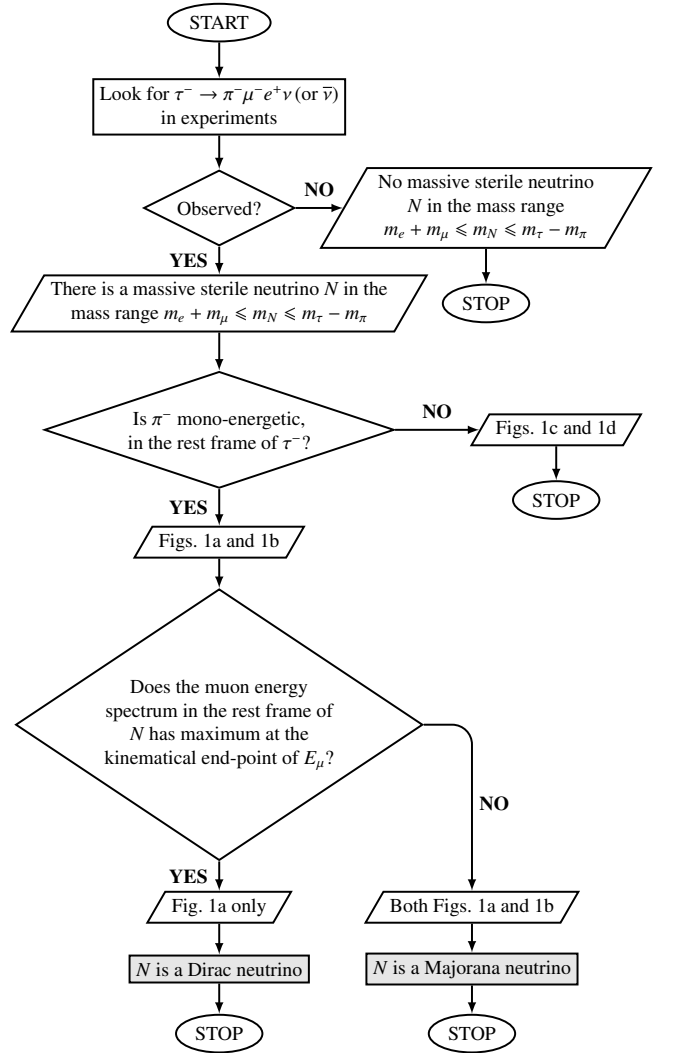 START
Look for τ⁻ → π⁻μ⁻e⁺ν (or ν̅)
in experiments
Observed?
NO
No massive sterile neutrino
N in the mass range
mₑ + m_μ ⩽ m_N ⩽ m_τ − m_π
STOP
YES
There is a massive sterile neutrino N in the
mass range mₑ + m_μ ⩽ m_N ⩽ m_τ − m_π
Is π⁻ mono-energetic,
in the rest frame of τ⁻?
NO
Figs. 1c and 1d
STOP
YES
Figs. 1a and 1b
Does the muon energy
spectrum in the rest frame of
N has maximum at the
kinematical end-point of E_μ?
NO
YES
Fig. 1a only
Both Figs. 1a and 1b
N is a Dirac neutrino
N is a Majorana neutrino
STOP
STOP